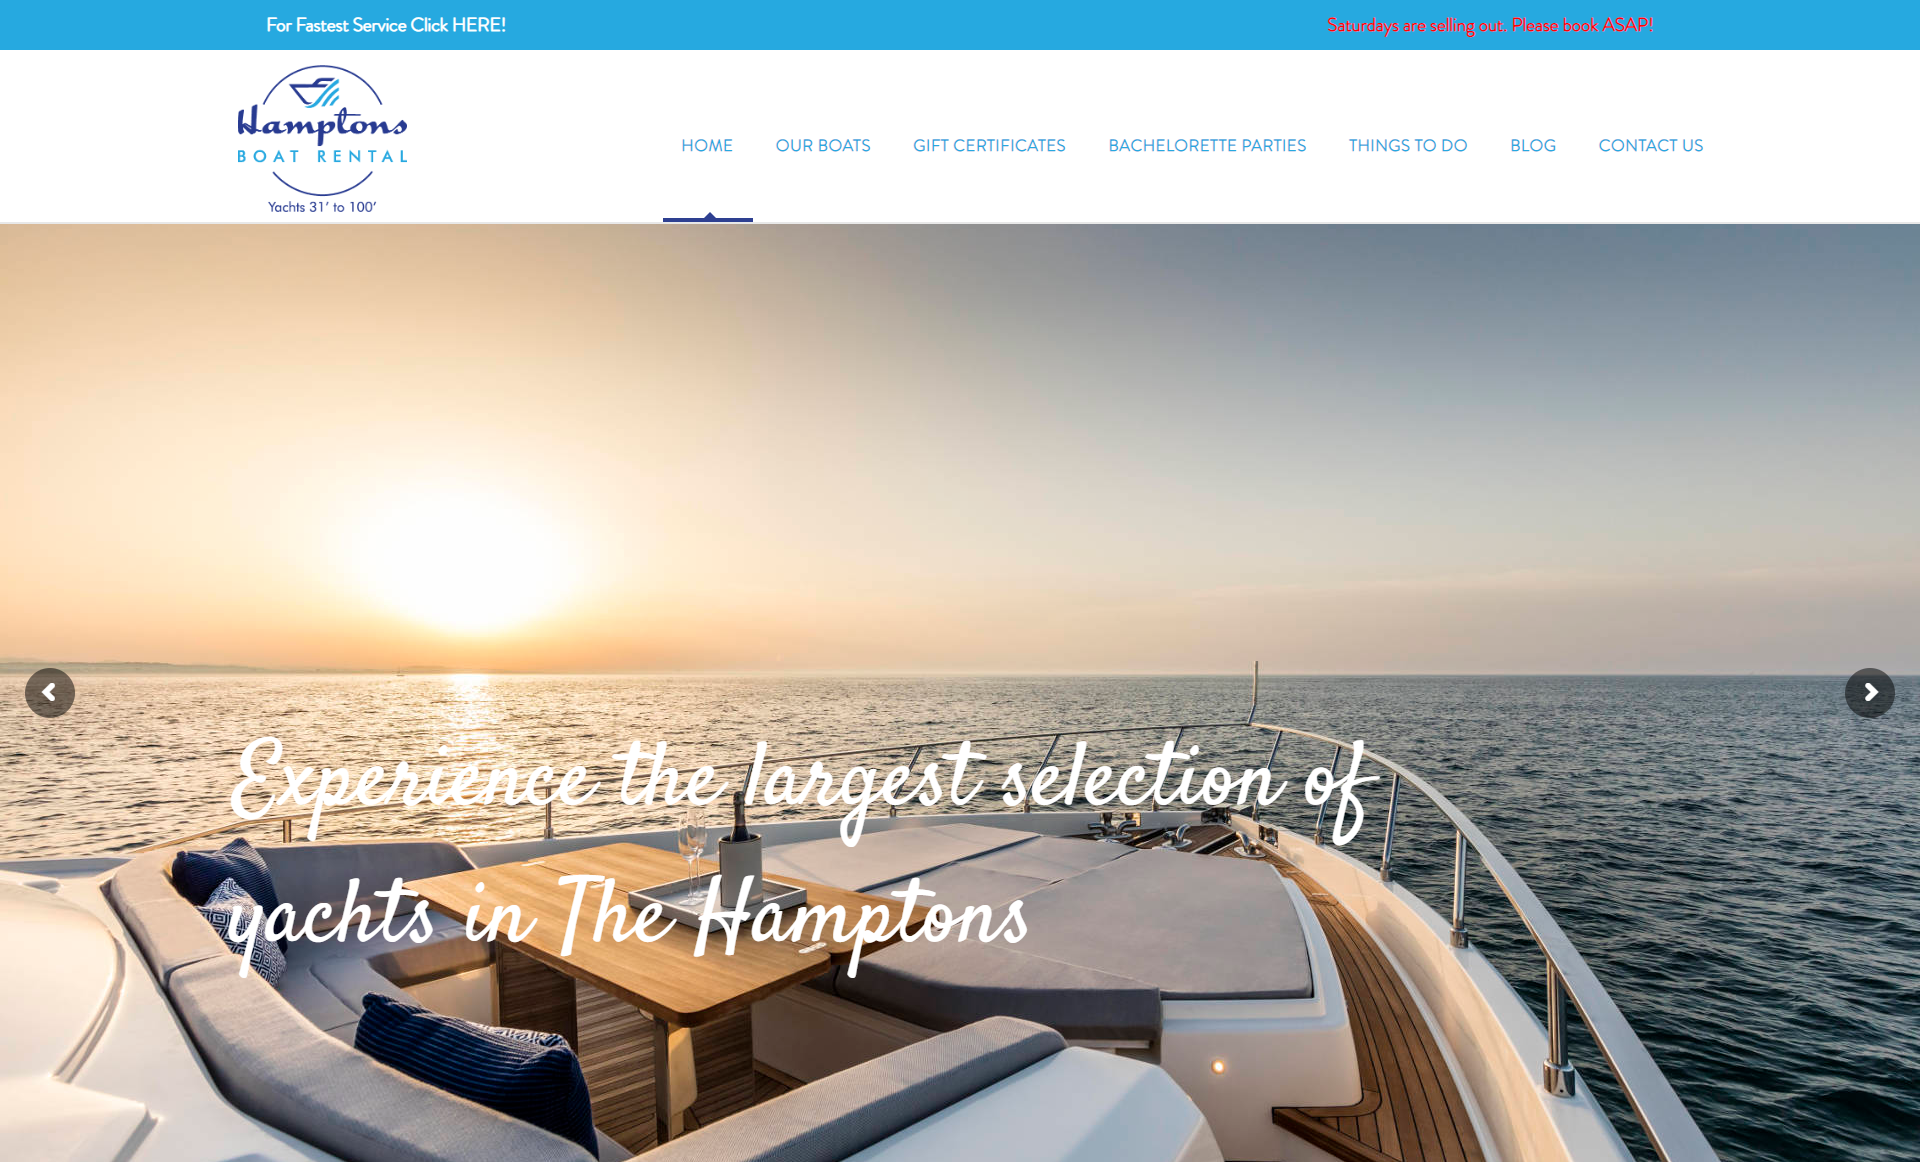 For Fastest Service Click HERE!
Saturdays are selling out. Please book ASAP!
Hamptons
BOAT RENTAL
Yachts 31' to 100'
HOME
OUR BOATS
GIFT CERTIFICATES
BACHELORETTE PARTIES
THINGS TO DO
BLOG
CONTACT US
Experience the largest selection of
yachts in The Hamptons